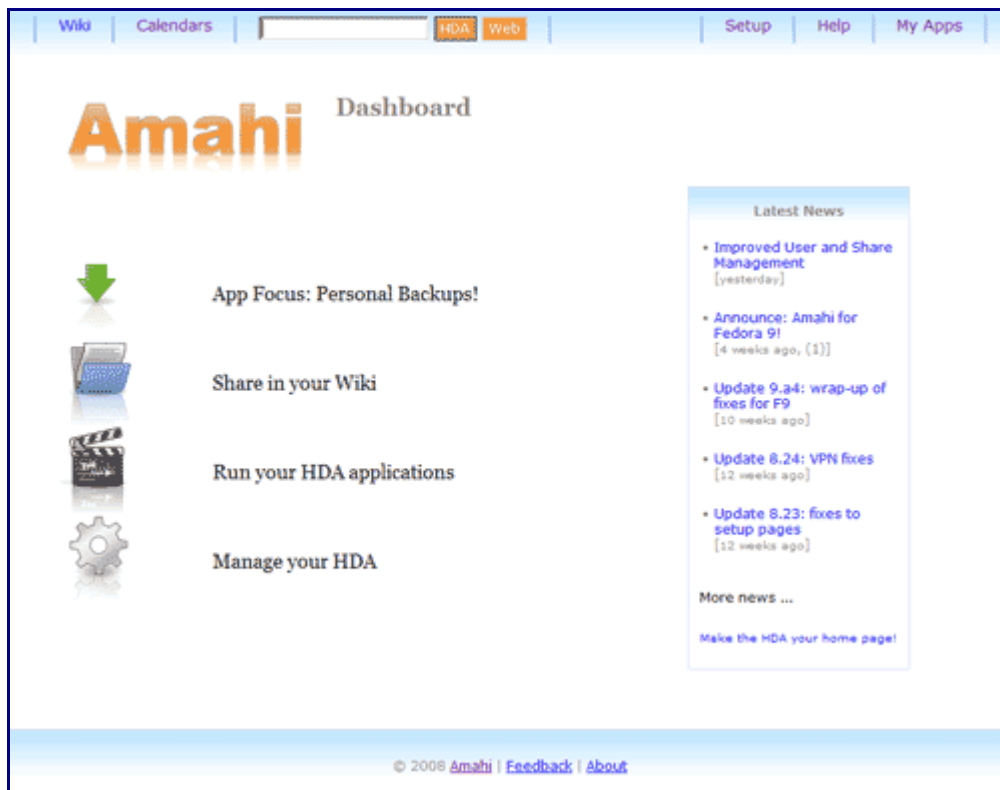 Wiki Calendars HDA Web Setup Help My Apps
Amahi Dashboard
App Focus: Personal Backups!
Share in your Wiki
Run your HDA applications
Manage your HDA
Latest News
• Improved User and Share
Management
[yesterday]
• Announce: Amahi for
Fedora 9!
[4 weeks ago, (1)]
• Update 9.a4: wrap-up of
fixes for F9
[10 weeks ago]
• Update 8.24: VPN fixes
[12 weeks ago]
• Update 8.23: fixes to
setup pages
[12 weeks ago]
More news ...
Make the HDA your home page!
© 2008 Amahi | Feedback | About